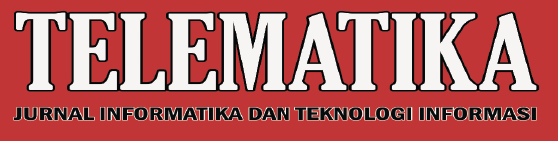 TELEMATIKA
JURNAL INFORMATIKA DAN TEKNOLOGI INFORMASI